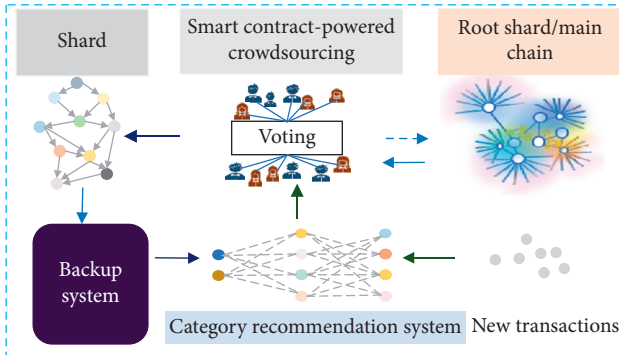 Shard
Smart contract-powered
crowdsourcing
Root shard/main
chain
Voting
Backup
system
Category recommendation system
New transactions